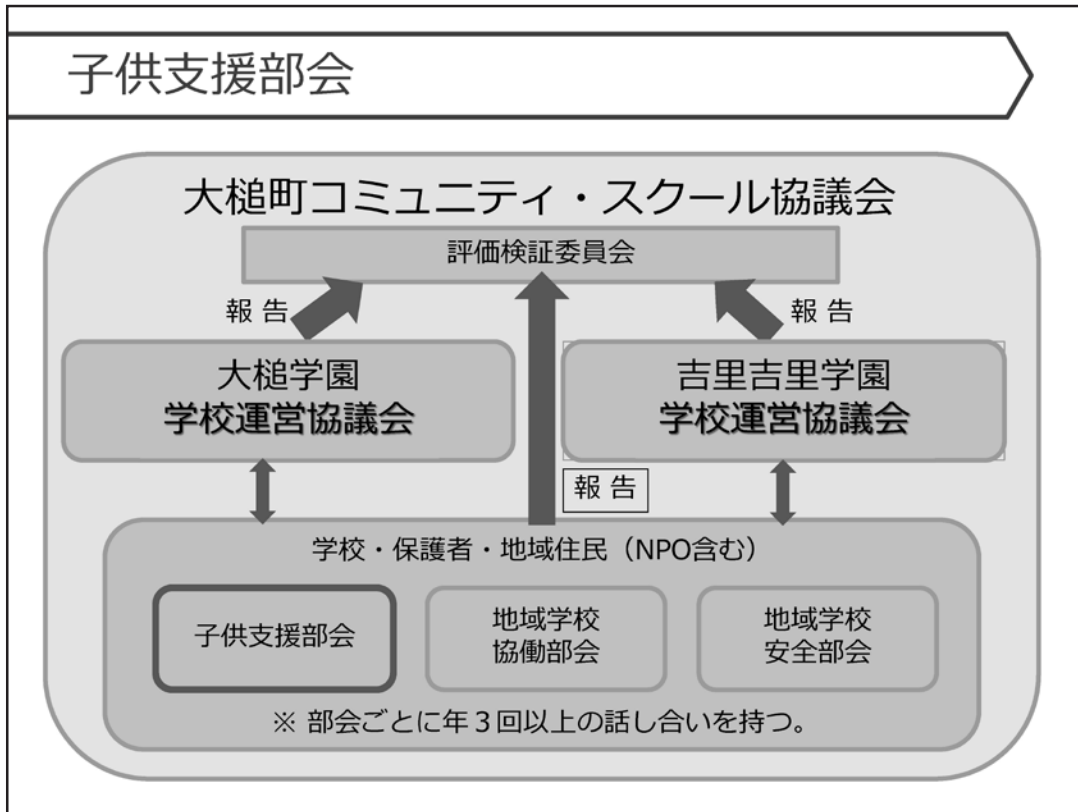 子供支援部会
大槌町コミュニティ・スクール協議会
評価検証委員会
報 告
報 告
大槌学園
学校運営協議会
吉里吉里学園
学校運営協議会
報 告
学校・保護者・地域住民（NPO含む）
子供支援部会
地域学校
協働部会
地域学校
安全部会
※ 部会ごとに年３回以上の話し合いを持つ。